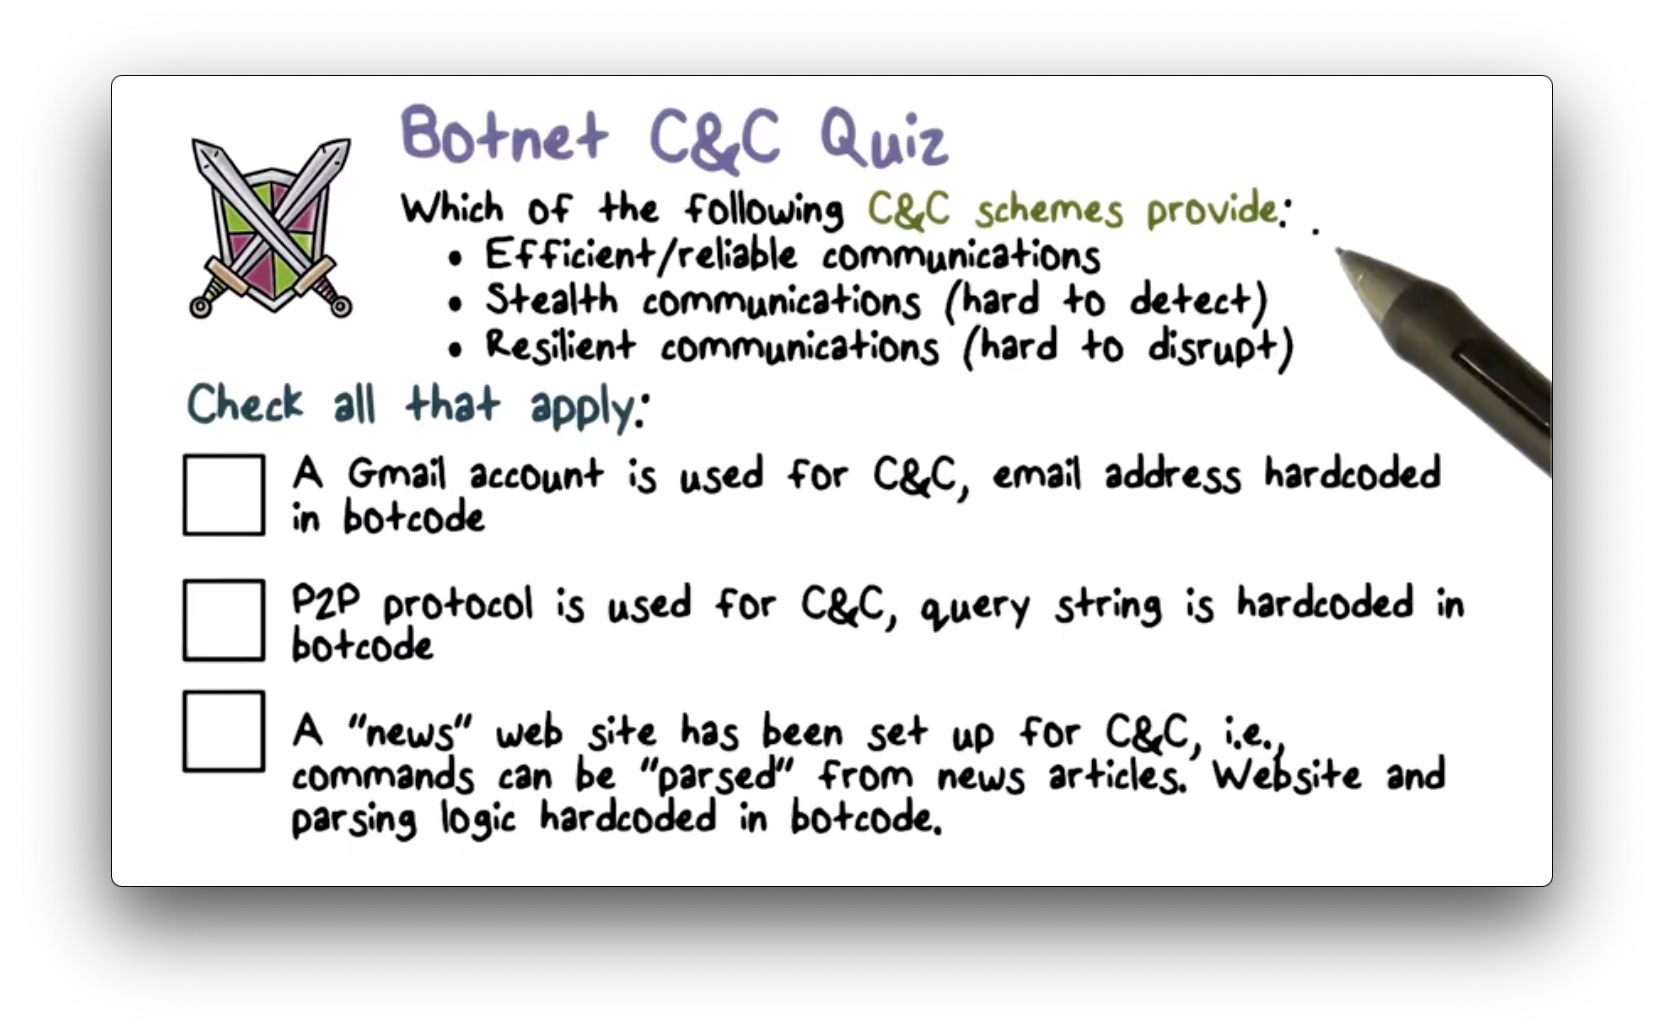 Botnet C&C Quiz
Which of the following C&C schemes provide:
• Efficient/reliable communications
• Stealth communications (hard to detect)
• Resilient communications (hard to disrupt)
Check all that apply:
A Gmail account is used for C&C, email address hardcoded
in botcode
P2P protocol is used for C&C, query string is hardcoded in
botcode
A "news" web site has been set up for C&C, i.e.,
commands can be "parsed" from news articles. Website and
parsing logic hardcoded in botcode.